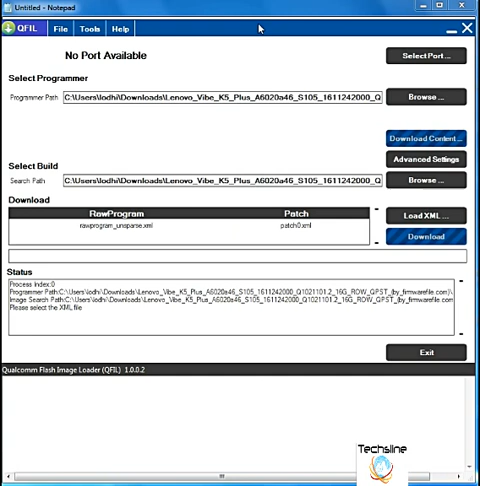 Untitled - Notepad
QFIL File Tools Help
No Port Available
Select Port ...
Select Programmer
Programmer Path C:\Users\lodhi\Downloads\Lenovo_Vibe_K5_Plus_A6020a46_S105_1611242000_Q
Browse ...
Download Content ...
Advanced Settings
Select Build
Search Path C:\Users\lodhi\Downloads\Lenovo_Vibe_K5_Plus_A6020a46_S105_1611242000_Q
Browse ...
Download
RawProgram Patch
rawprogram_unsparse.xml patch0.xml
Load XML ...
Download
Status
Process Index:0
Programmer Path:C:\Users\lodhi\Downloads\Lenovo_Vibe_K5_Plus_A6020a46_S105_1611242000_Q1021101.2_16G_ROW_QPST_(by_firmwarefile.com)\
Image Search Path:C:\Users\lodhi\Downloads\Lenovo_Vibe_K5_Plus_A6020a46_S105_1611242000_Q1021101.2_16G_ROW_QPST_(by_firmwarefile.com
Please select the XML file
Exit
Qualcomm Flash Image Loader (QFIL) 1.0.0.2
Techsline